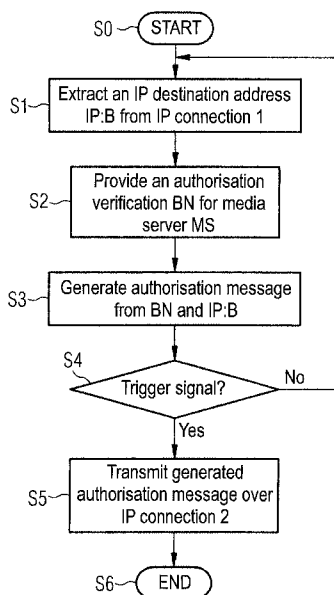 S0
START
S1
Extract an IP destination address
IP:B from IP connection 1
S2
Provide an authorisation
verification BN for media
server MS
S3
Generate authorisation message
from BN and IP:B
S4
Trigger signal?
No
Yes
S5
Transmit generated
authorisation message over
IP connection 2
S6
END